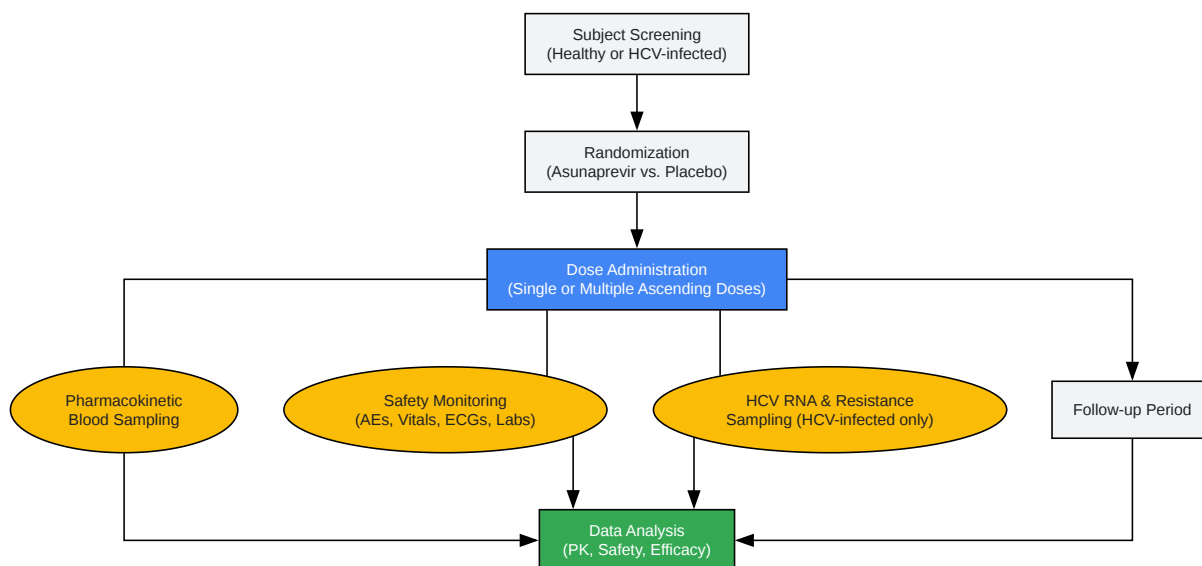 Subject Screening
(Healthy or HCV-infected)
Randomization
(Asunaprevir vs. Placebo)
Dose Administration
(Single or Multiple Ascending Doses)
Pharmacokinetic
Blood Sampling
Safety Monitoring
(AEs, Vitals, ECGs, Labs)
HCV RNA & Resistance
Sampling (HCV-infected only)
Follow-up Period
Data Analysis
(PK, Safety, Efficacy)